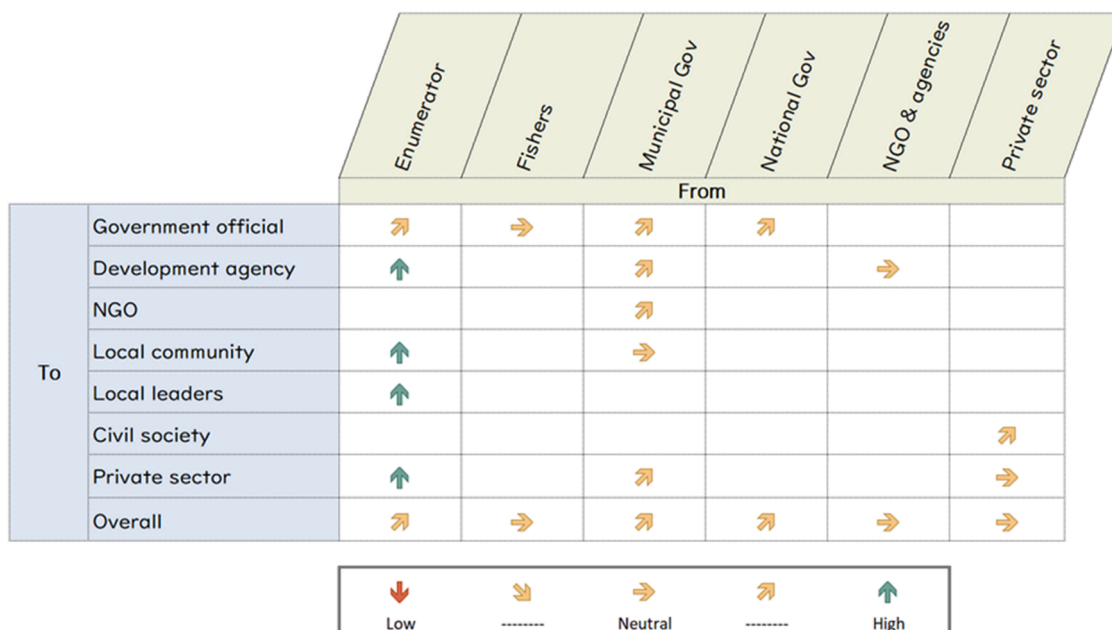 Enumerator
Fishers
Municipal Gov
National Gov
NGO & agencies
Private sector
From
To
Government official
Development agency
NGO
Local community
Local leaders
Civil society
Private sector
Overall
Low
--------
Neutral
--------
High